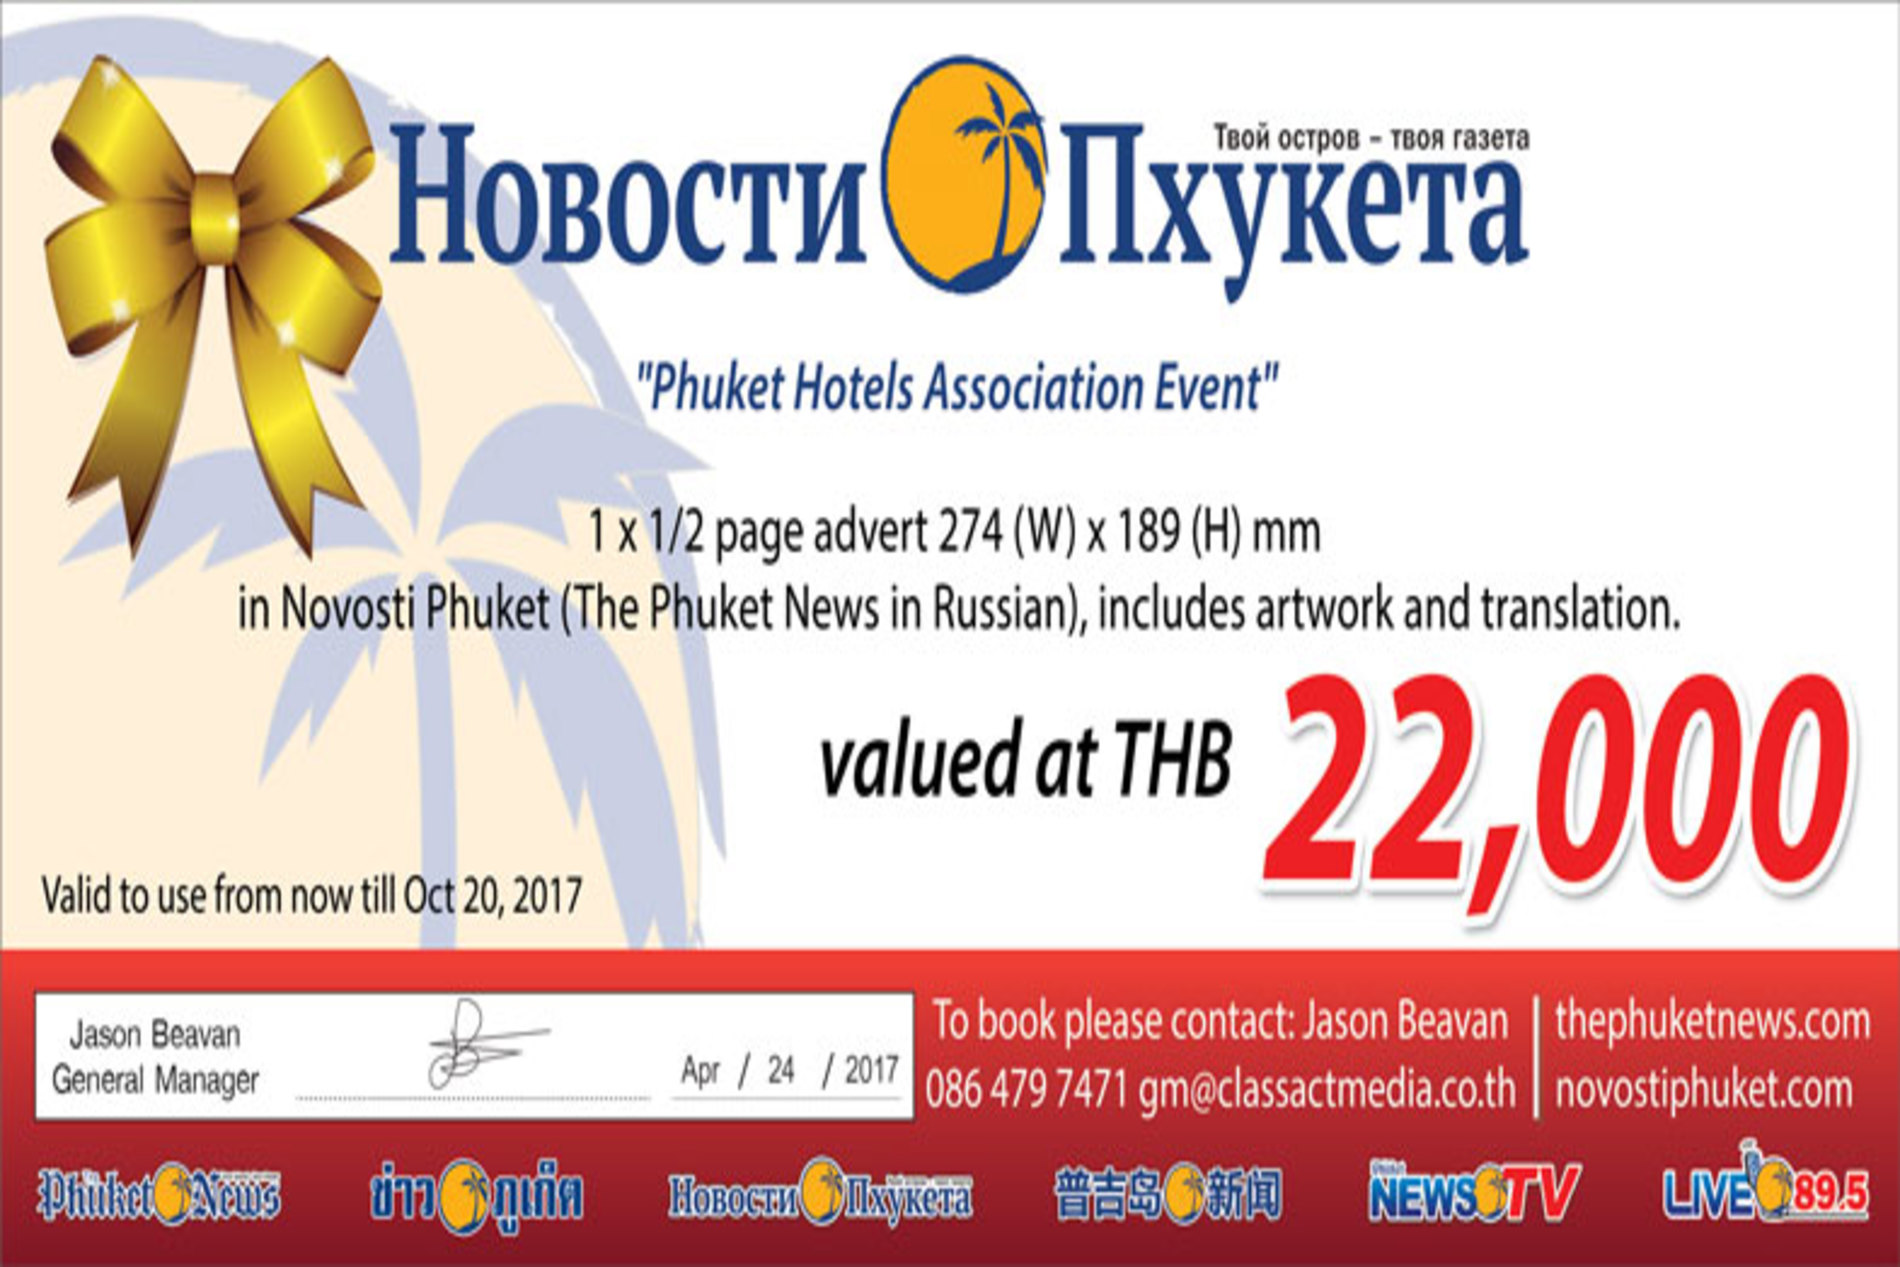 Твой остров – твоя газета
Новости Пхукета
"Phuket Hotels Association Event"
1 x 1/2 page advert 274 (W) x 189 (H) mm
in Novosti Phuket (The Phuket News in Russian), includes artwork and translation.
valued at THB 22,000
Valid to use from now till Oct 20, 2017
Jason Beavan
General Manager
Apr / 24 / 2017
To book please contact: Jason Beavan
086 479 7471 gm@classactmedia.co.th
thephuketnews.com
novostiphuket.com
Phuket News
ข่าว ภูเก็ต
Новости Пхукета
普吉岛 新闻
NEWS TV
LIVE 89.5